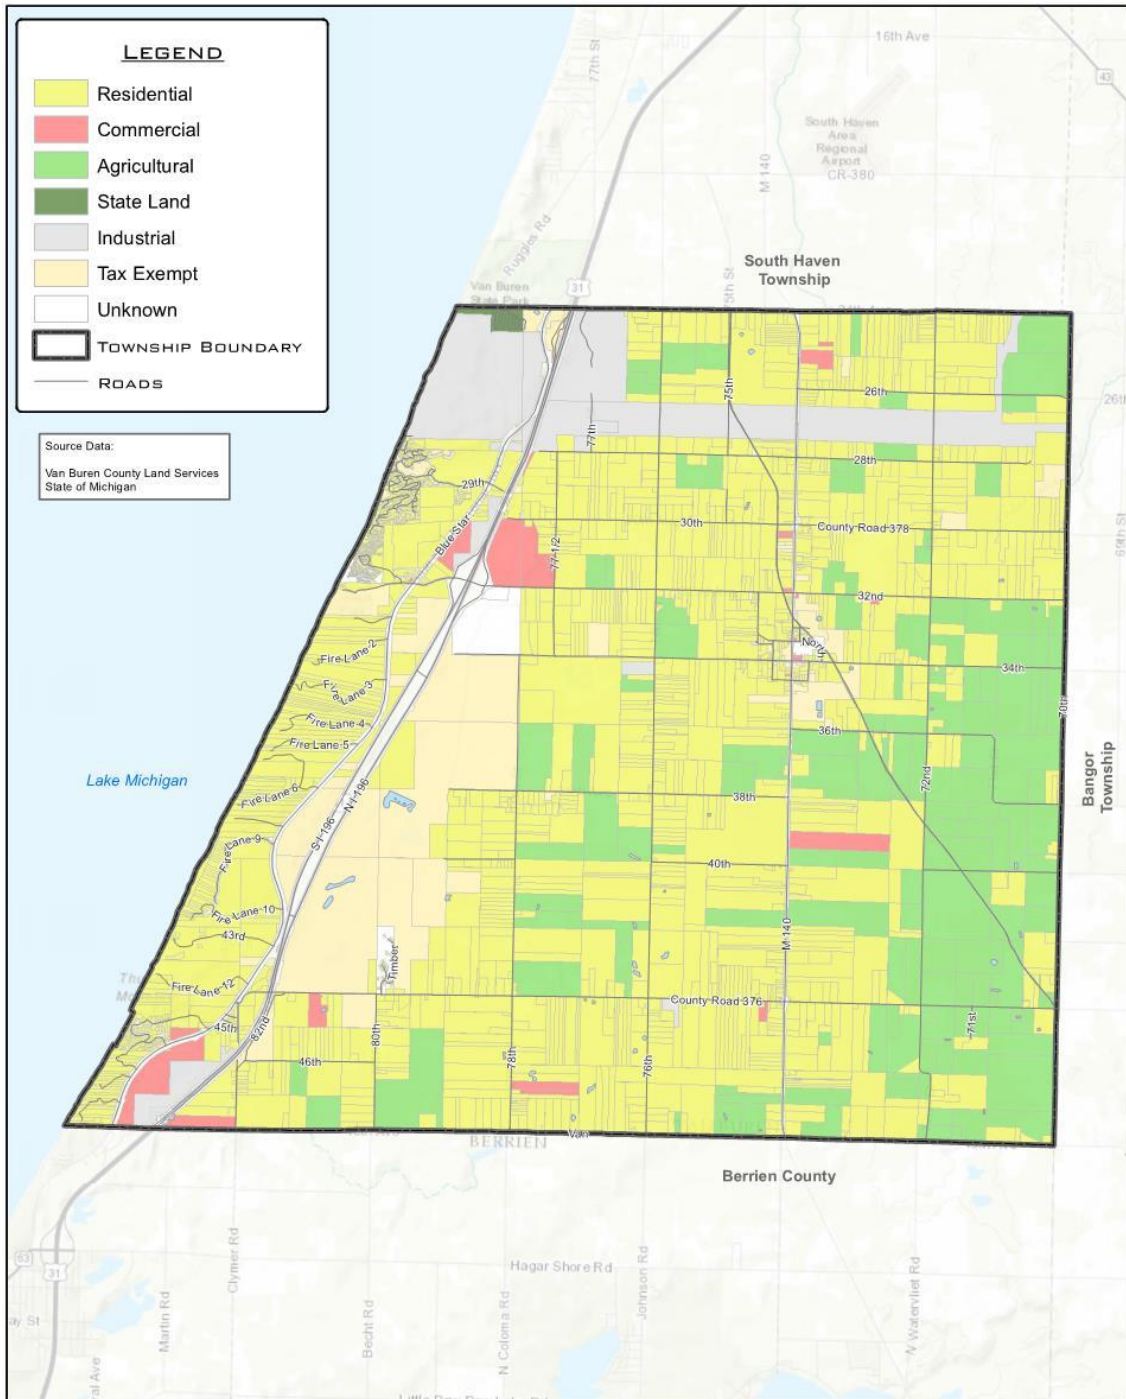 LEGEND
Residential
Commercial
Agricultural
State Land
Industrial
Tax Exempt
Unknown
TOWNSHIP BOUNDARY
ROADS
Source Data:
Van Buren County Land Services
State of Michigan
77th St
16th Ave
43
South Haven
Area
Regional
Airport
CR-380
M 140
Ruggles Rd
Van Buren
State Park
31
75th St
South Haven
Township
26th
75th
26th
77th
28th
29th
Blue Star
30th
County Road 378
69th St
77-1/2
32nd
North
Fire Lane 2
34th
Fire Lane 3
70th
Fire Lane 4
Fire Lane 5
36th
Lake Michigan
72nd
Bangor
Township
Fire Lane 6
N I-196
38th
S I-196
Fire Lane 9
40th
Fire Lane 10
43rd
M 140
Timber
Fire Lane 12
County Road 376
45th
82nd
80th
71st
46th
78th
76th
Van
BERRIEN
Berrien County
63
31
Clymer Rd
Hagar Shore Rd
Johnson Rd
N Watervliet Rd
Martin Rd
Becht Rd
N Coloma Rd
ay St
ral Ave